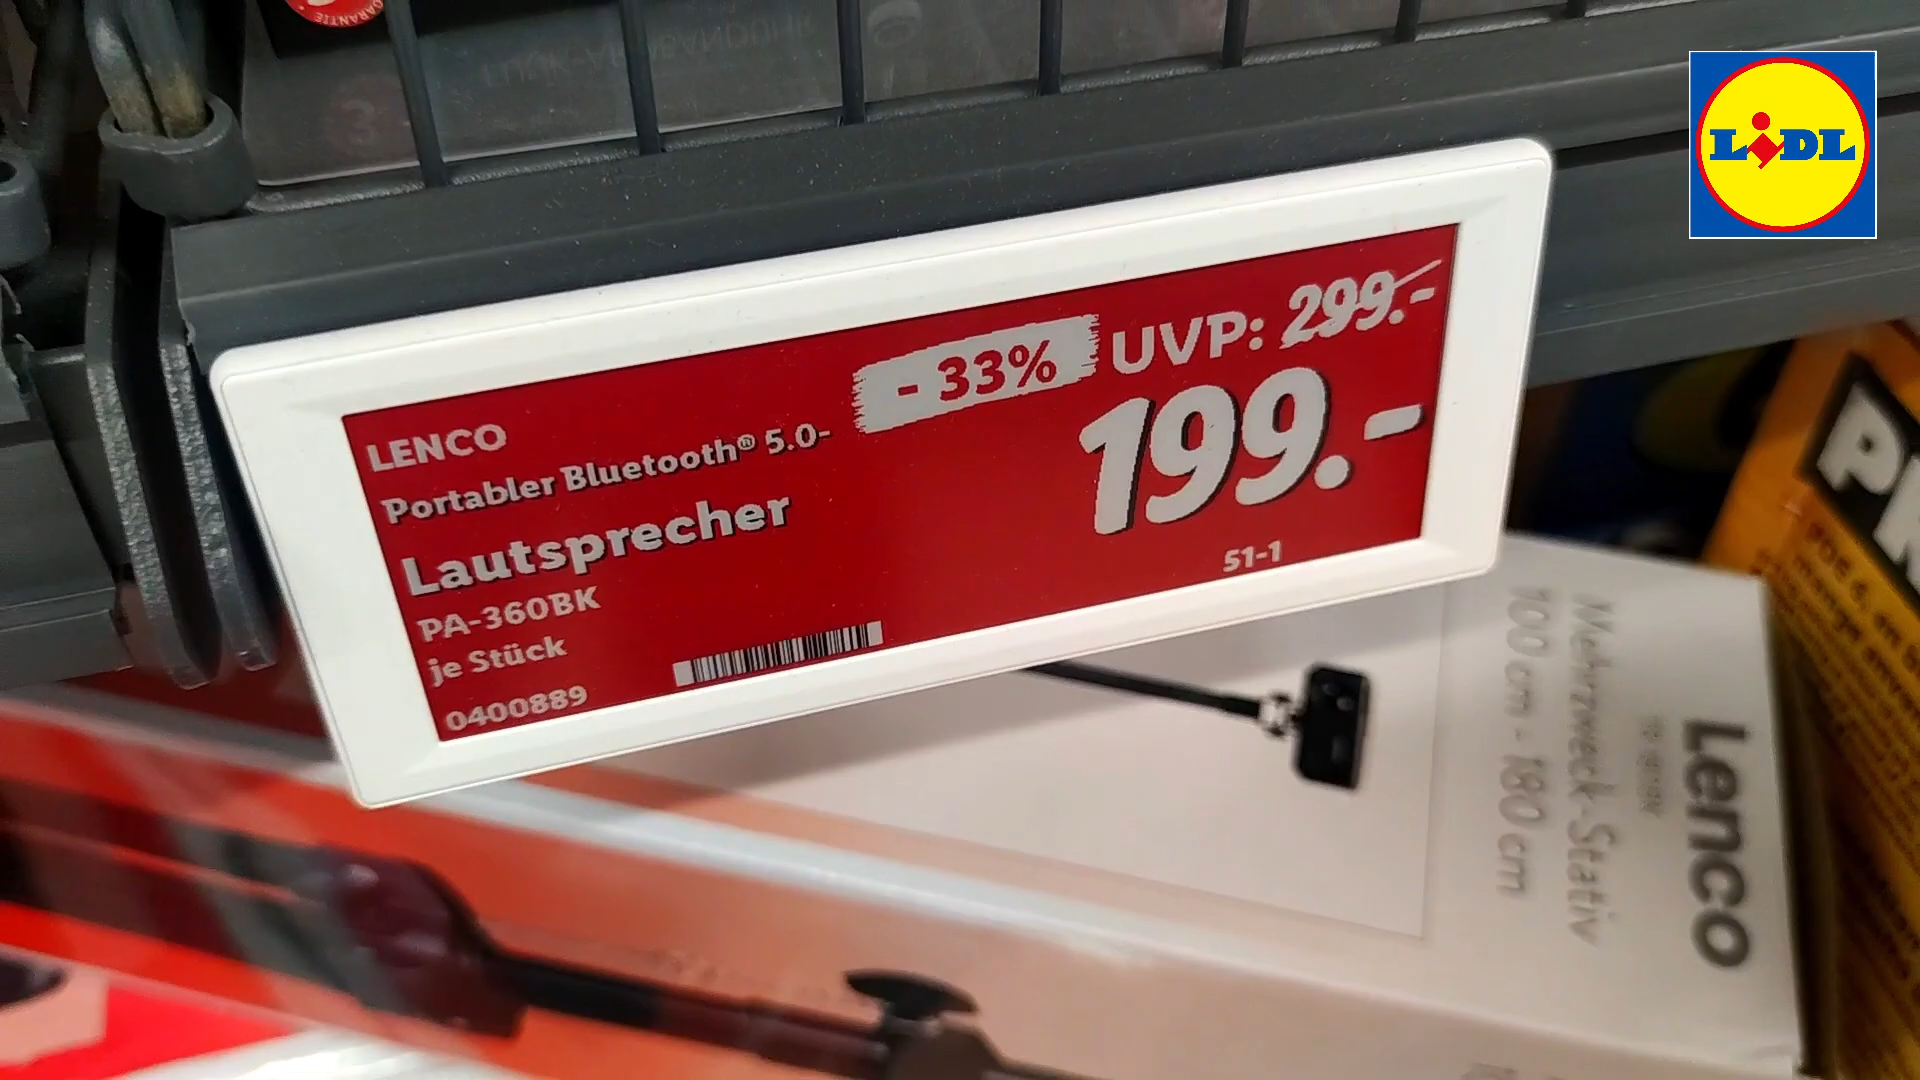 GARANTIE
LIDL
- 33% UVP: 299.-
LENCO
Portabler Bluetooth® 5.0-
Lautsprecher
199.-
PA-360BK
je Stück
51-1
0400889
Lenco
Mehrzweck-Stativ
100 cm - 180 cm